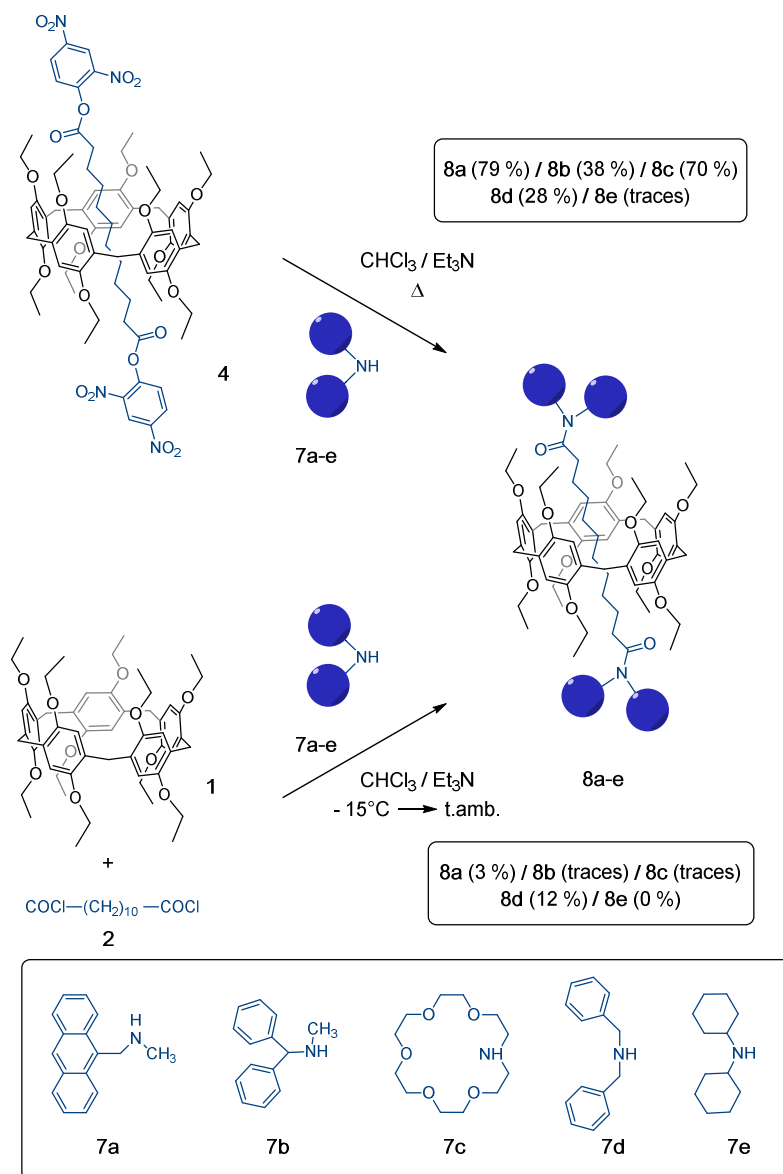 O₂N
NO₂
O
O
8a (79 %) / 8b (38 %) / 8c (70 %)
8d (28 %) / 8e (traces)
O
O
O
O
O
O
O
O
O
O
CHCl₃ / Et₃N
Δ
O
O
NO₂
NO₂
4
NH
7a-e
N
O
O
O
O
O
O
O
O
O
O
O
O
N
8a-e
NH
7a-e
CHCl₃ / Et₃N
- 15°C → t.amb.
O
O
O
O
O
O
O
O
O
O
1
+
COCl—(CH₂)₁₀ —COCl
2
8a (3 %) / 8b (traces) / 8c (traces)
8d (12 %) / 8e (0 %)
H
N
CH₃
7a
CH₃
NH
7b
O
O
O
NH
O
O
7c
NH
7d
NH
7e